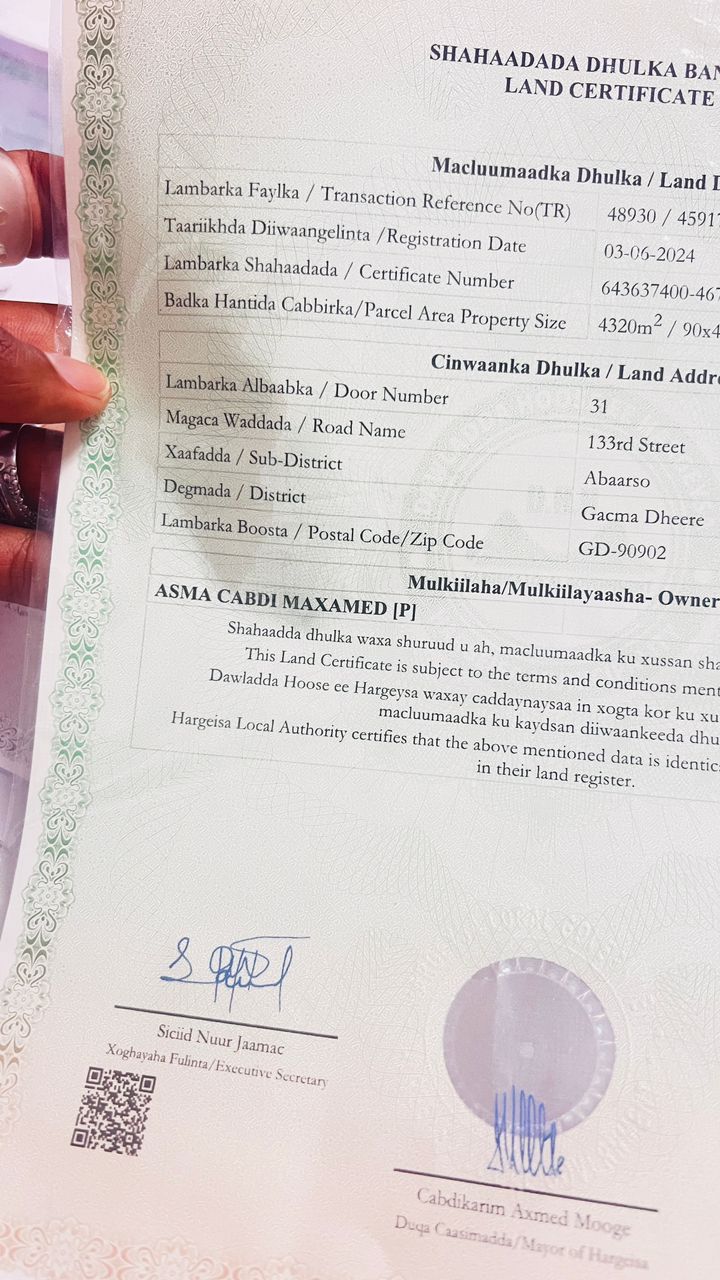 SHAHAADADA DHULKA
LAND CERTIFICATE
Macluumaadka Dhulka / Land
Lambarka Faylka / Transaction Reference No(TR) 48930 / 4591
Taariikhda Diiwaangelinta /Registration Date 03-06-2024
Lambarka Shahaadada / Certificate Number 643637400-467
Badka Hantida Cabbirka/Parcel Area Property Size 4320m² / 90x4
Cinwaanka Dhulka / Land
Lambarka Albaabka / Door Number 31
Magaca Waddada / Road Name 133rd Street
Xaafadda / Sub-District Abaarso
Degmada / District Gacma Dheere
Lambarka Boosta / Postal Code/Zip Code GD-90902
Mulkiilaha/Mulkiilayaasha- Owner
ASMA CABDI MAXAMED [P]
Shahaadda dhulka waxa shuruud u ah, macluumaadka ku xussan
This Land Certificate is subject to the terms and conditions
Dawladda Hoose ee Hargeysa waxay caddaynaysaa in xogta kor ku
macluumaadka ku kaydsan diiwaankeeda
Hargeisa Local Authority certifies that the above mentioned data is
in their land register.
Siciid Nuur Jaamac
Xoghayaha Fulinta/Executive Secretary
Cabdikarim Axmed Mooge
Duqa Caasimadda/Mayor of Hargeisa